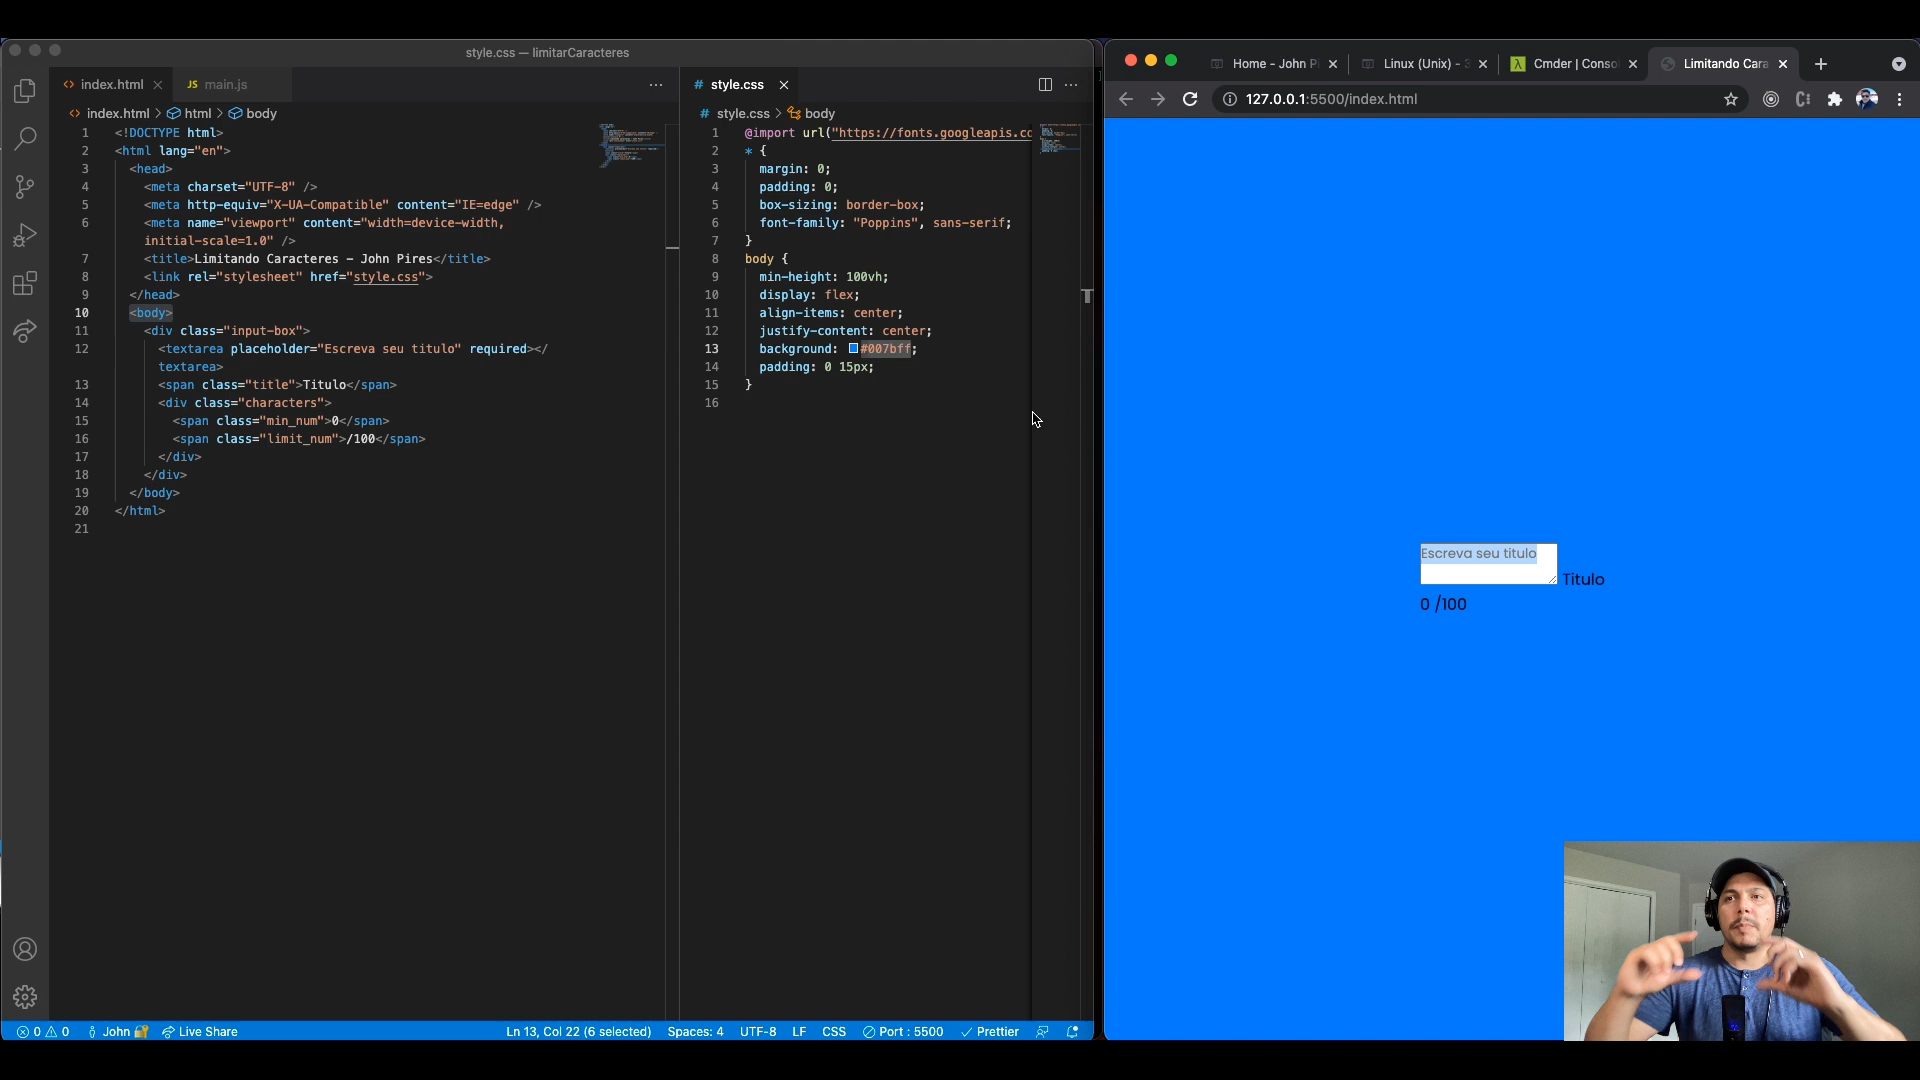 style.css — limitarCaracteres
index.html
JS main.js
index.html > html > body
1 <!DOCTYPE html>
2 <html lang="en">
3 <head>
4 <meta charset="UTF-8" />
5 <meta http-equiv="X-UA-Compatible" content="IE=edge" />
6 <meta name="viewport" content="width=device-width,
initial-scale=1.0" />
7 <title>Limitando Caracteres – John Pires</title>
8 <link rel="stylesheet" href="style.css">
9 </head>
10 <body>
11 <div class="input-box">
12 <textarea placeholder="Escreva seu titulo" required></
textarea>
13 <span class="title">Titulo</span>
14 <div class="characters">
15 <span class="min_num">0</span>
16 <span class="limit_num">/100</span>
17 </div>
18 </div>
19 </body>
20 </html>
21
# style.css
# style.css > body
1 @import url("https://fonts.googleapis.co
2 * {
3 margin: 0;
4 padding: 0;
5 box-sizing: border-box;
6 font-family: "Poppins", sans-serif;
7 }
8 body {
9 min-height: 100vh;
10 display: flex;
11 align-items: center;
12 justify-content: center;
13 background: #007bff;
14 padding: 0 15px;
15 }
16
0 0 John Live Share Ln 13, Col 22 (6 selected) Spaces: 4 UTF-8 LF CSS Port : 5500 Prettier
Home - John Pi
Linux (Unix) - 
λ Cmder | Conso
Limitando Cara
127.0.0.1:5500/index.html
Escreva seu titulo
Titulo
0 /100